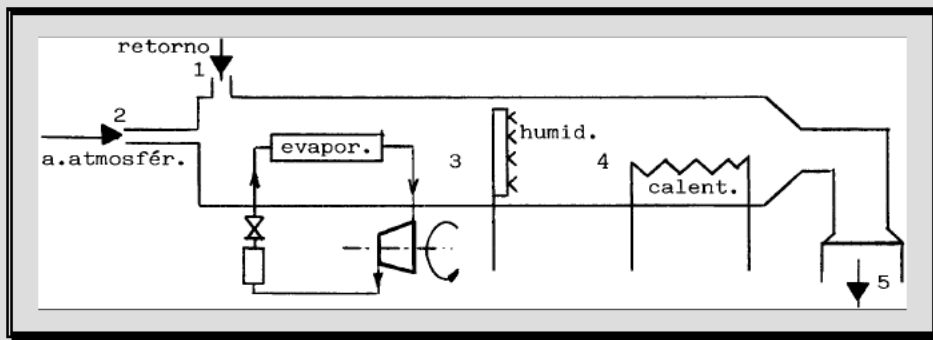 retorno
1
2
a.atmosfér.
evapor.
3
humid.
4
calent.
5